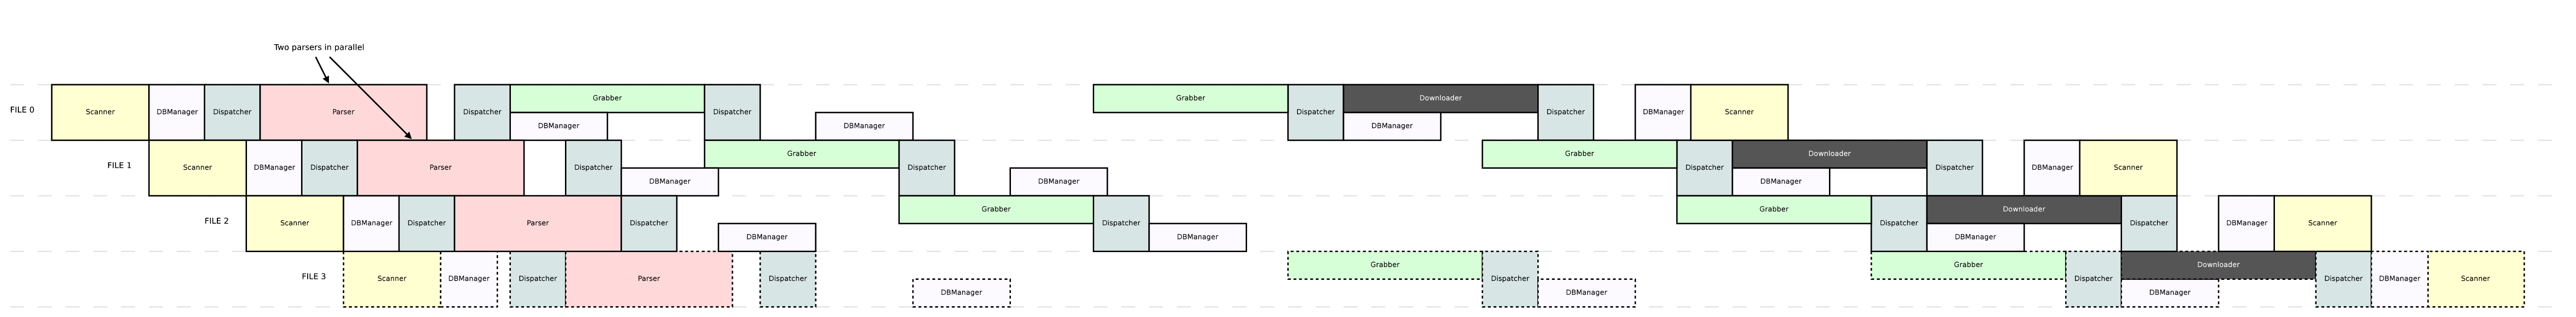 Two parsers in parallel
FILE 0
Scanner
DBManager
Dispatcher
Parser
Dispatcher
Grabber
DBManager
Dispatcher
DBManager
Grabber
Dispatcher
Downloader
DBManager
Dispatcher
DBManager
Scanner
FILE 1
Scanner
DBManager
Dispatcher
Parser
Dispatcher
DBManager
Grabber
Dispatcher
DBManager
Grabber
Dispatcher
Downloader
DBManager
Dispatcher
DBManager
Scanner
FILE 2
Scanner
DBManager
Dispatcher
Parser
Dispatcher
DBManager
Grabber
Dispatcher
DBManager
Grabber
Dispatcher
Downloader
DBManager
Dispatcher
DBManager
Scanner
FILE 3
Scanner
DBManager
Dispatcher
Parser
Dispatcher
DBManager
Grabber
Dispatcher
DBManager
Grabber
Dispatcher
Downloader
DBManager
Dispatcher
DBManager
Scanner